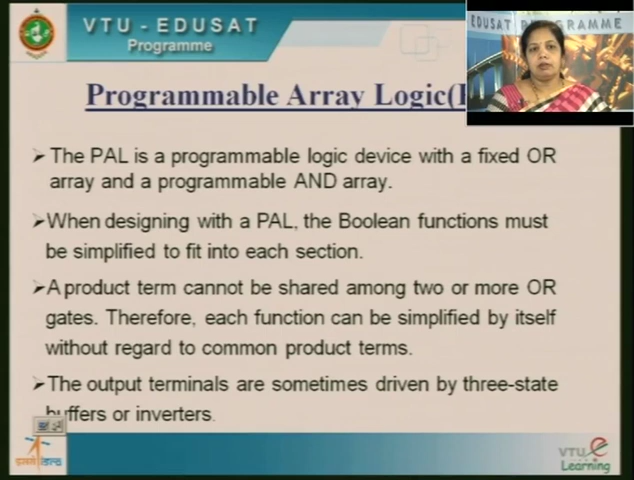 VTU - EDUSAT
Programme
EDUSAT PROGRAMME
Programmable Array Logic(
➢ The PAL is a programmable logic device with a fixed OR
array and a programmable AND array.
➢When designing with a PAL, the Boolean functions must
be simplified to fit into each section.
➢A product term cannot be shared among two or more OR
gates. Therefore, each function can be simplified by itself
without regard to common product terms.
➢ The output terminals are sometimes driven by three-state
buffers or inverters.
VTU e
Learning